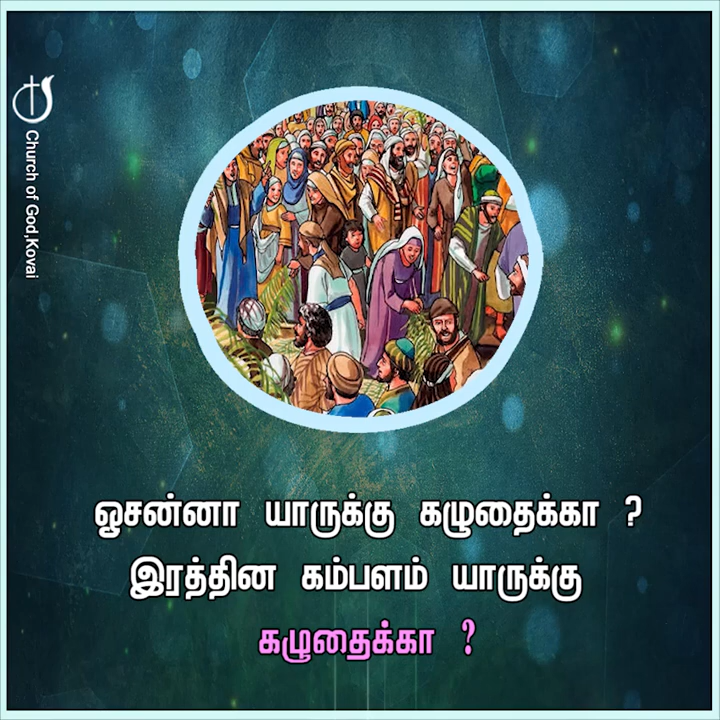 Church of God,Kovai
ஓசன்னா யாருக்கு கழுதைக்கா ?
இரத்தின கம்பளம் யாருக்கு
கழுதைக்கா ?